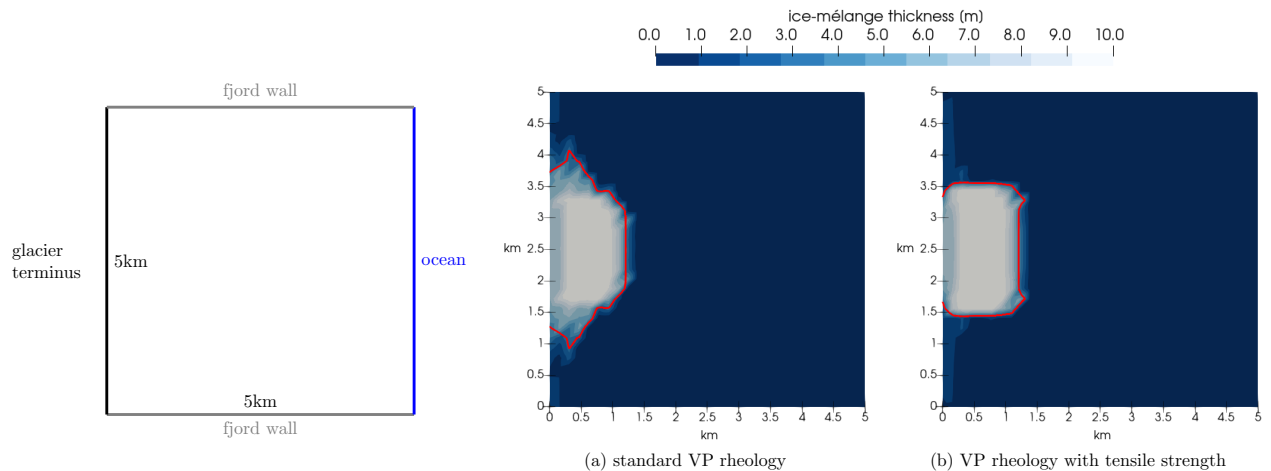 ice-mélange thickness [m]
0.0 1.0 2.0 3.0 4.0 5.0 6.0 7.0 8.0 9.0 10.0
fjord wall
glacier
terminus
5km
ocean
5km
fjord wall
5
4.5
4
3.5
3
km 2.5
2
1.5
1
0.5
0
0 0.5 1 1.5 2 2.5 3 3.5 4 4.5 5
km
(a) standard VP rheology
5
4.5
4
3.5
3
km 2.5
2
1.5
1
0.5
0
0 0.5 1 1.5 2 2.5 3 3.5 4 4.5 5
km
(b) VP rheology with tensile strength